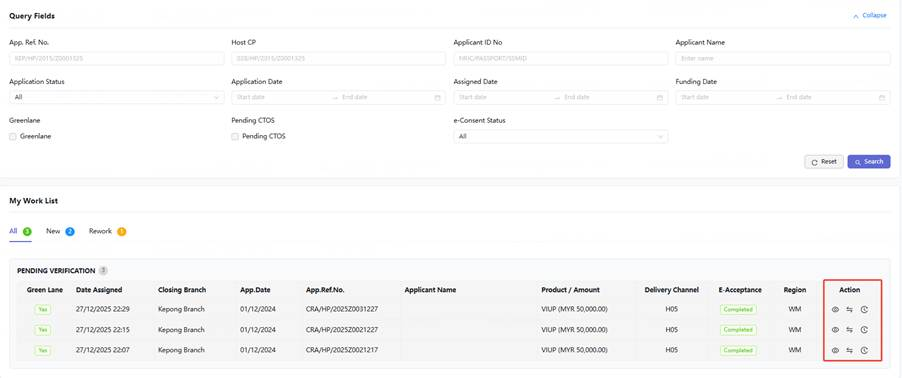 Query Fields
Collapse
App. Ref. No. Host CP Applicant ID No Applicant Name
KEP/HP/2015/Z0001325 028/HP/2015/Z0001325 NRIC/PASSPORT/SSMID Enter name
Application Status Application Date Assigned Date Funding Date
All Start date → End date Start date → End date Start date → End date
Greenlane Pending CTOS e-Consent Status
Greenlane Pending CTOS All
Reset Search
My Work List
All 3 New 2 Rework 1
PENDING VERIFICATION 3
Green Lane Date Assigned Closing Branch App.Date App.Ref.No. Applicant Name Product / Amount Delivery Channel E-Acceptance Region Action
Yes 27/12/2025 22:29 Kepong Branch 01/12/2024 CRA/HP/2025Z0031227 VIUP (MYR 50,000.00) H05 Completed WM
Yes 27/12/2025 22:15 Kepong Branch 01/12/2024 CRA/HP/2025Z0021227 VIUP (MYR 50,000.00) H05 Completed WM
Yes 27/12/2025 22:07 Kepong Branch 01/12/2024 CRA/HP/2025Z0021217 VIUP (MYR 50,000.00) H05 Completed WM